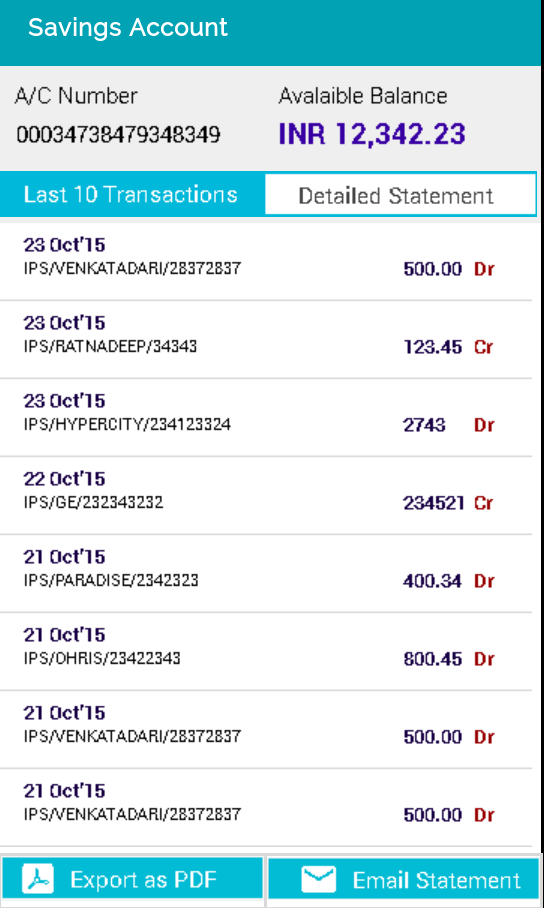 Savings Account
A/C Number
Avalaible Balance
00034738479348349
INR 12,342.23
Last 10 Transactions
Detailed Statement
23 Oct'15
IPS/VENKATADARI/28372837
500.00 Dr
23 Oct'15
IPS/RATNADEEP/34343
123.45 Cr
23 Oct'15
IPS/HYPERCITY/234123324
2743 Dr
22 Oct'15
IPS/GE/232343232
234521 Cr
21 Oct'15
IPS/PARADISE/2342323
400.34 Dr
21 Oct'15
IPS/OHRIS/23422343
800.45 Dr
21 Oct'15
IPS/VENKATADARI/28372837
500.00 Dr
21 Oct'15
IPS/VENKATADARI/28372837
500.00 Dr
Export as PDF
Email Statement